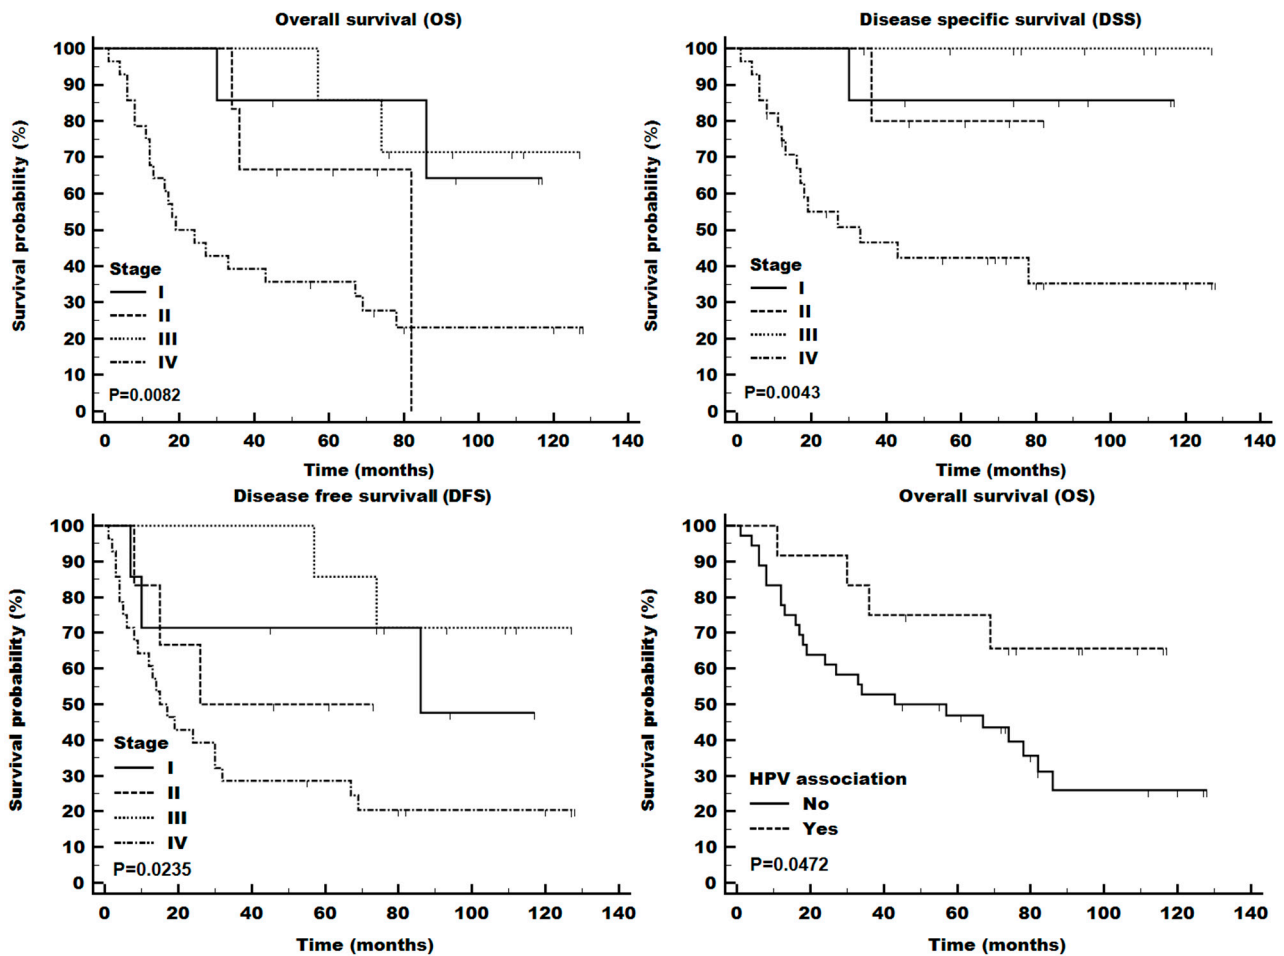 Overall survival (OS)
100
90
80
70
60
50
40
30
20
10
0
Survival probability (%)
Stage
I
II
III
IV
P=0.0082
0 20 40 60 80 100 120 140
Time (months)
Disease specific survival (DSS)
100
90
80
70
60
50
40
30
20
10
0
Survival probability (%)
Stage
I
II
III
IV
P=0.0043
0 20 40 60 80 100 120 140
Time (months)
Disease free survivall (DFS)
100
90
80
70
60
50
40
30
20
10
0
Survival probability (%)
Stage
I
II
III
IV
P=0.0235
0 20 40 60 80 100 120 140
Time (months)
Overall survival (OS)
100
90
80
70
60
50
40
30
20
10
0
Survival probability (%)
HPV association
No
Yes
P=0.0472
0 20 40 60 80 100 120 140
Time (months)